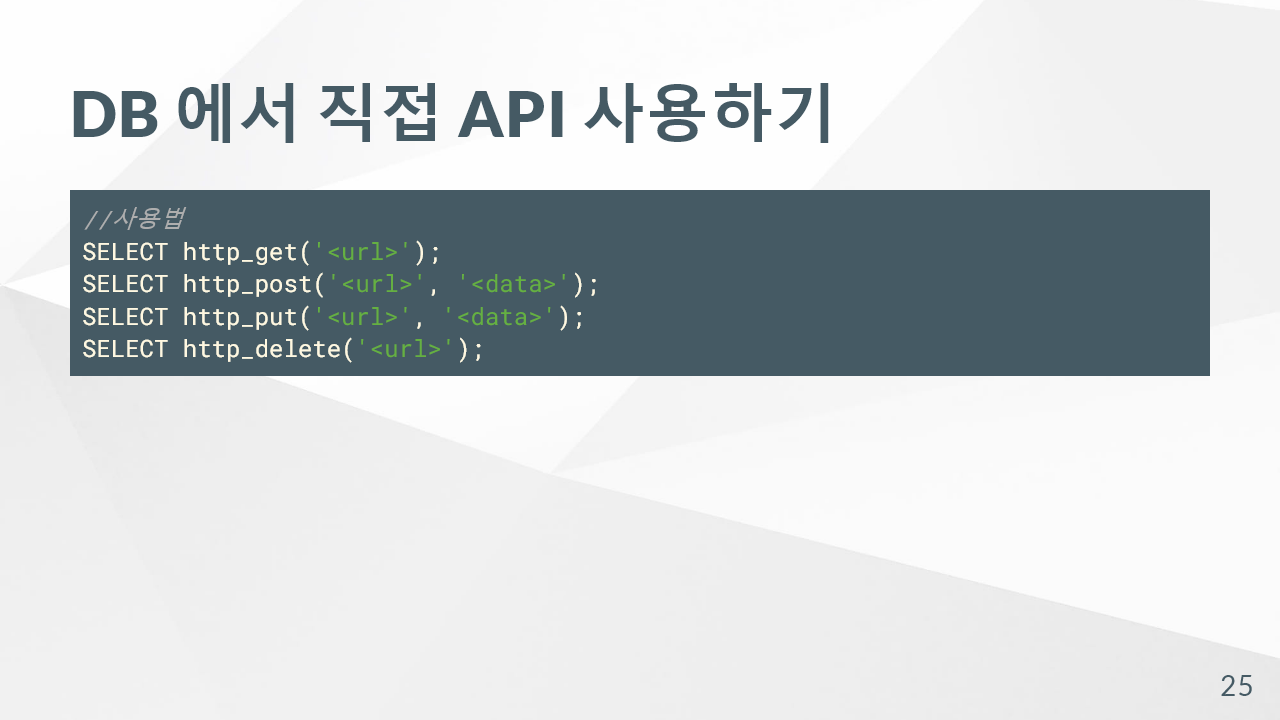 DB 에서 직접 API 사용하기
//사용법
SELECT http_get('<url>');
SELECT http_post('<url>', '<data>');
SELECT http_put('<url>', '<data>');
SELECT http_delete('<url>');
25